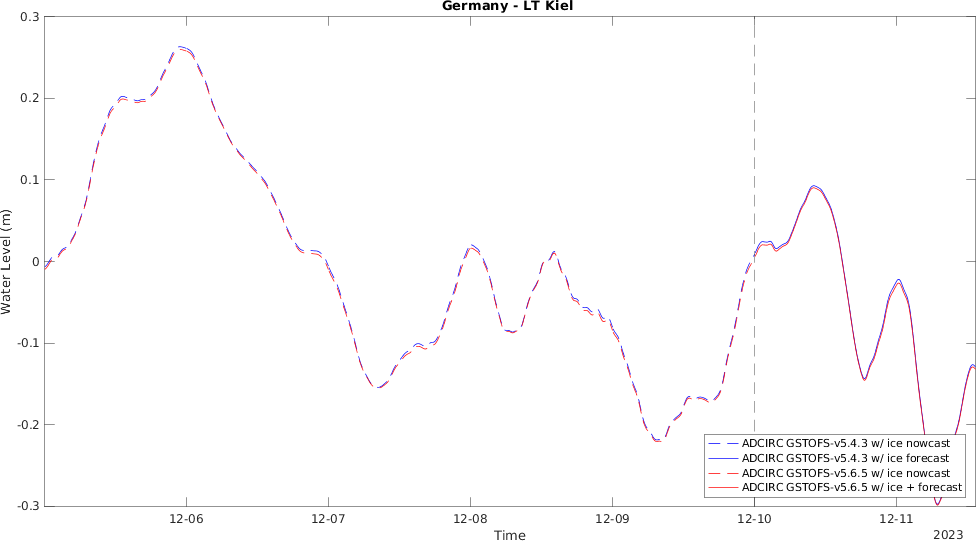 Germany - LT Kiel
0.3
0.2
0.1
0
-0.1
-0.2
-0.3
Water Level (m)
12-06
12-07
12-08
12-09
12-10
12-11
Time
2023
ADCIRC GSTOFS-v5.4.3 w/ ice nowcast
ADCIRC GSTOFS-v5.4.3 w/ ice forecast
ADCIRC GSTOFS-v5.6.5 w/ ice nowcast
ADCIRC GSTOFS-v5.6.5 w/ ice + forecast